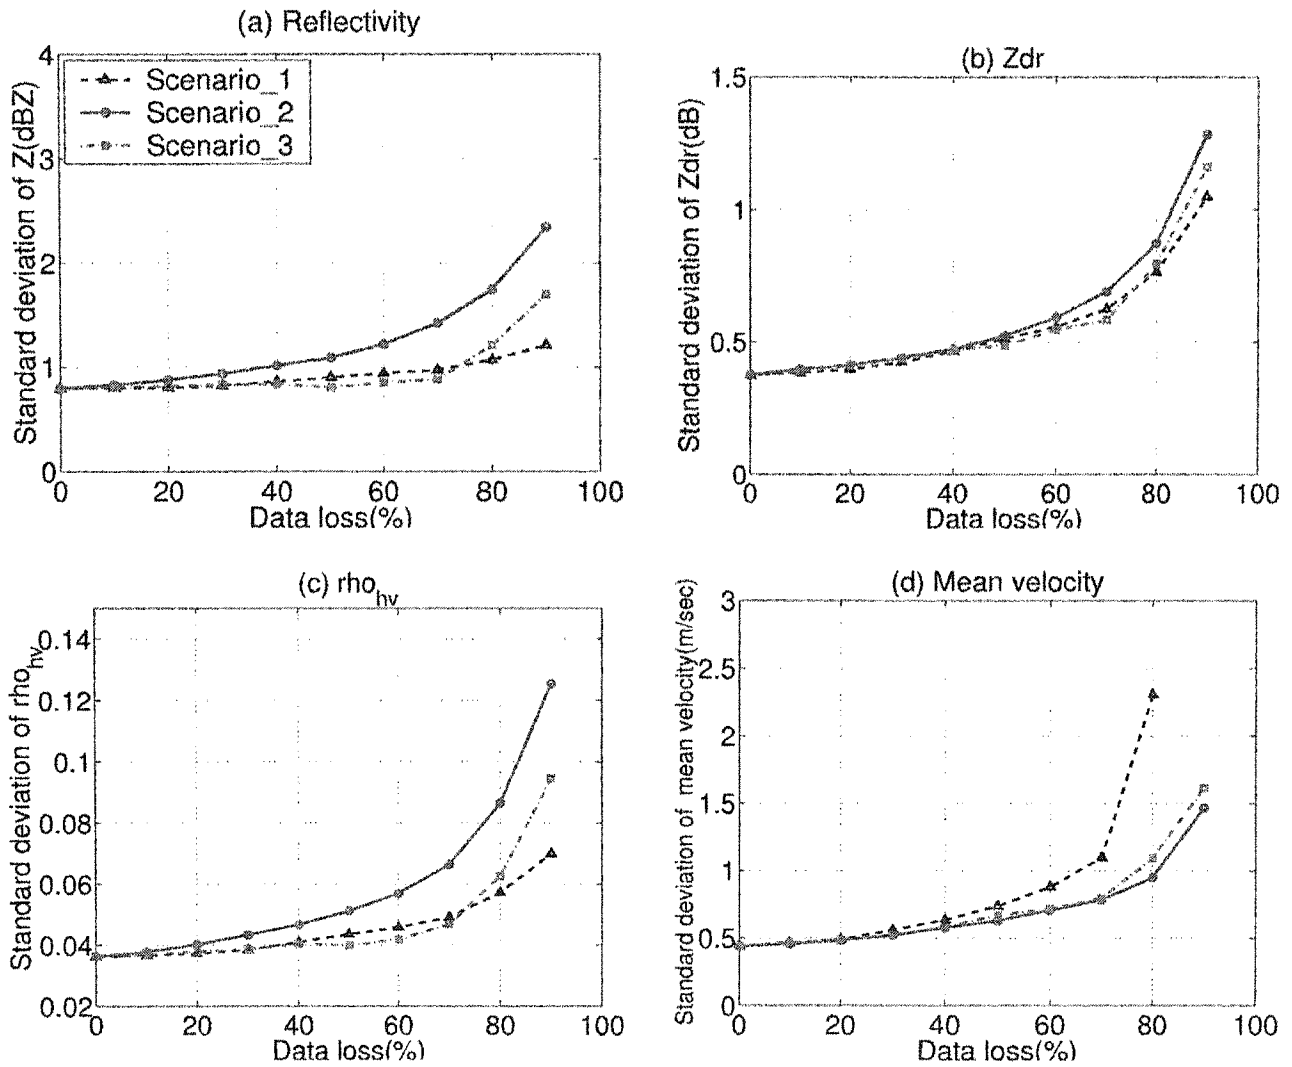 (a) Reflectivity
Standard deviation of Z(dBZ)
4
3
2
1
0
Scenario_1
Scenario_2
Scenario_3
0 20 40 60 80 100
Data loss(%)
(b) Zdr
Standard deviation of Zdr(dB)
1.5
1
0.5
0
0 20 40 60 80 100
Data loss(%)
(c) rho_hv
Standard deviation of rho_hv
0.14
0.12
0.1
0.08
0.06
0.04
0.02
0 20 40 60 80 100
Data loss(%)
(d) Mean velocity
Standard deviation of mean velocity(m/sec)
3
2.5
2
1.5
1
0.5
0
0 20 40 60 80 100
Data loss(%)